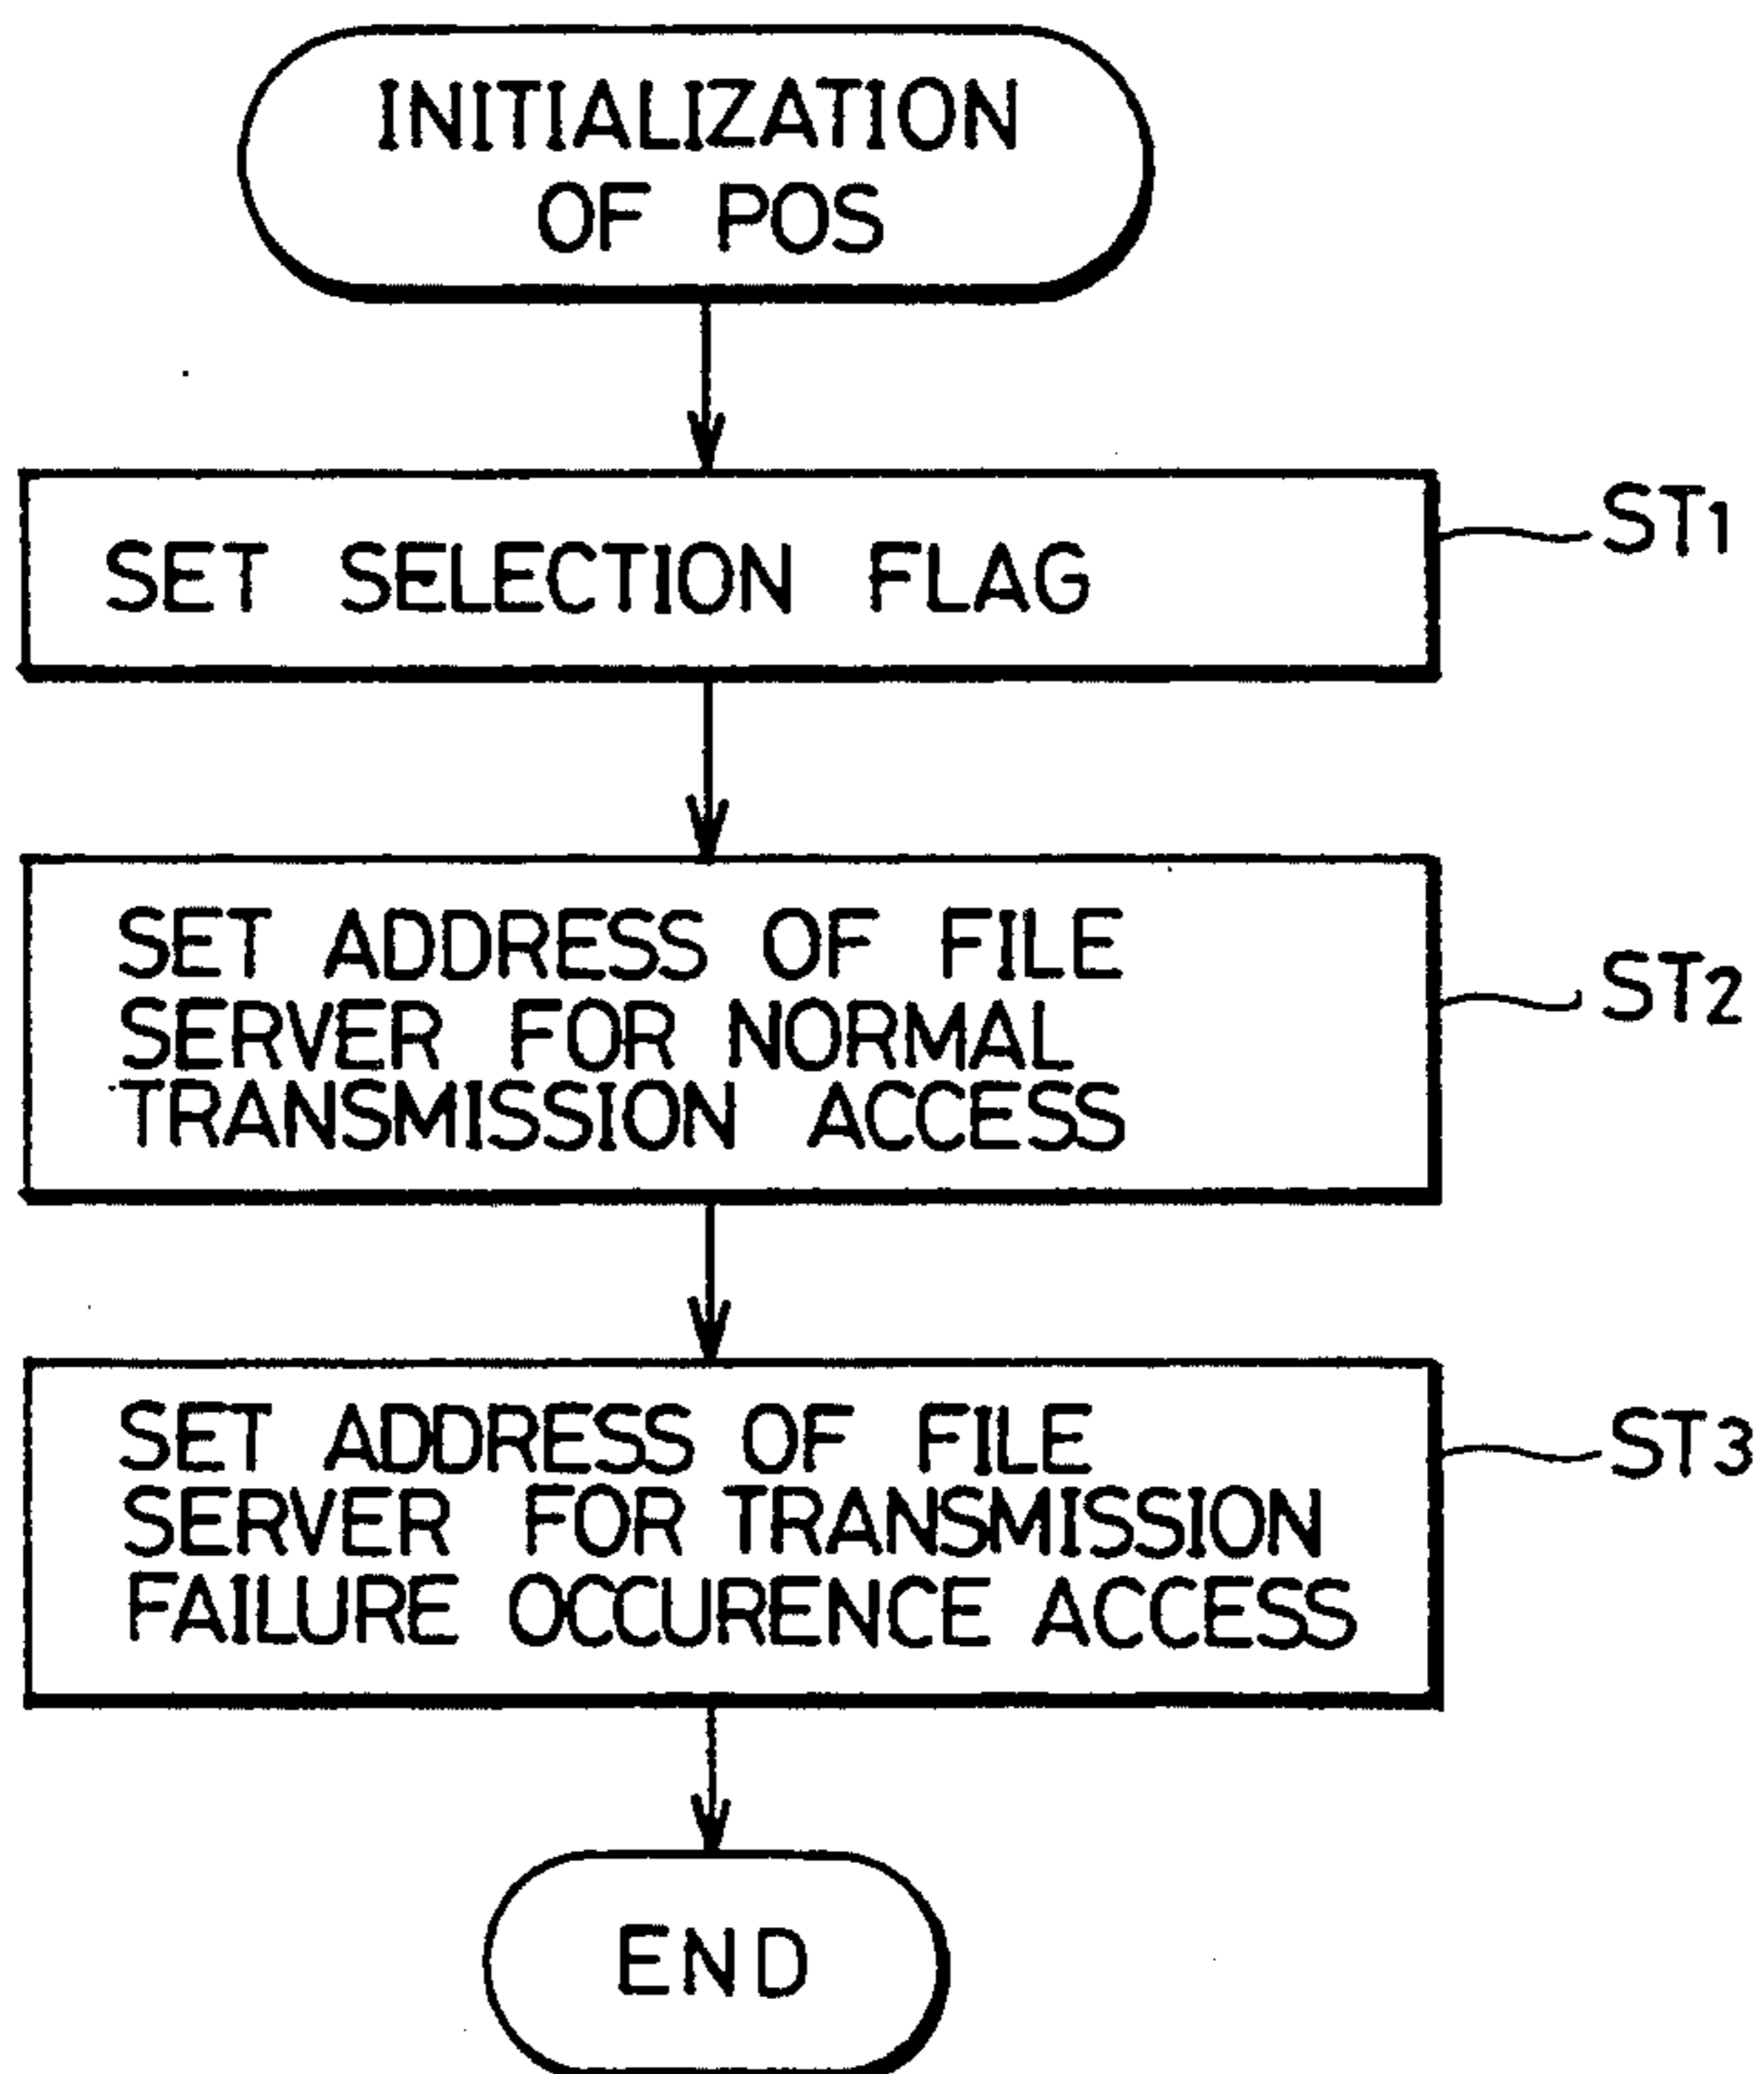 INITIALIZATION
OF POS
SET SELECTION FLAG
ST1
SET ADDRESS OF FILE
SERVER FOR NORMAL
TRANSMISSION ACCESS
ST2
SET ADDRESS OF FILE
SERVER FOR TRANSMISSION
FAILURE OCCURENCE ACCESS
ST3
END